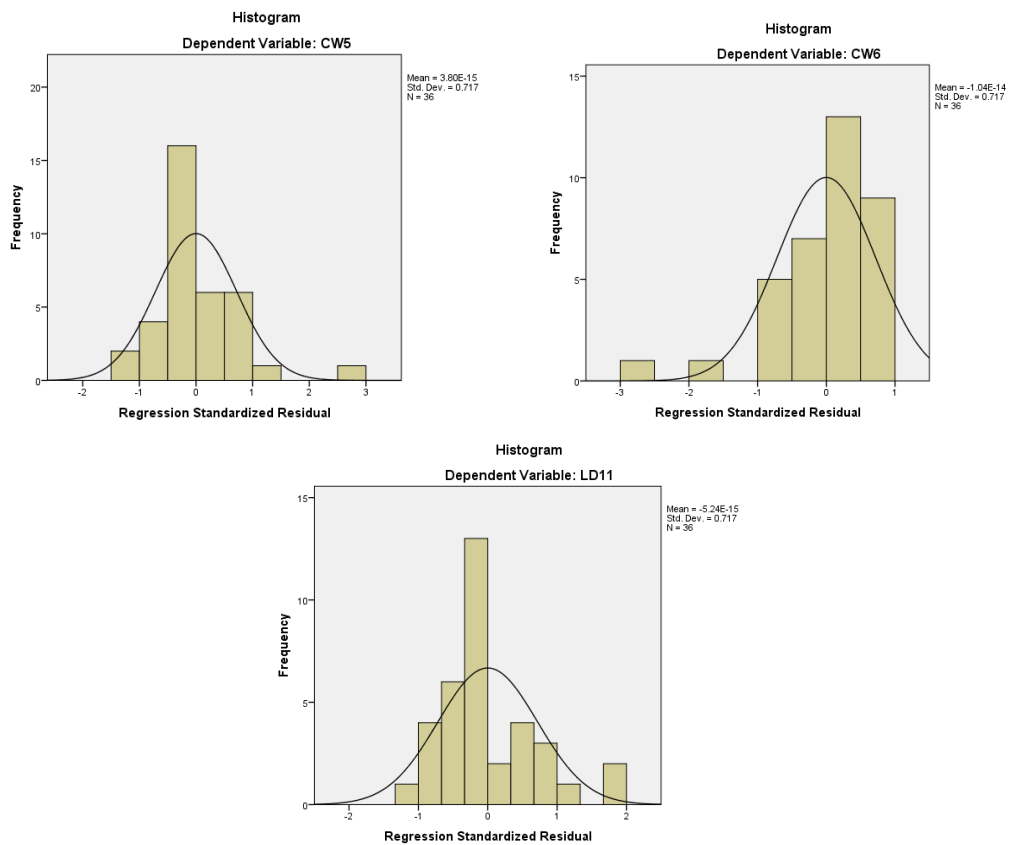 Histogram
Dependent Variable: CW5
Mean = 3.80E-15
Std. Dev. = 0.717
N = 36
20
15
10
5
0
Frequency
-2 -1 0 1 2 3
Regression Standardized Residual
Histogram
Dependent Variable: CW6
Mean = -1.04E-14
Std. Dev. = 0.717
N = 36
15
10
5
0
Frequency
-3 -2 -1 0 1
Regression Standardized Residual
Histogram
Dependent Variable: LD11
Mean = -5.24E-15
Std. Dev. = 0.717
N = 36
15
10
5
0
Frequency
-2 -1 0 1 2
Regression Standardized Residual